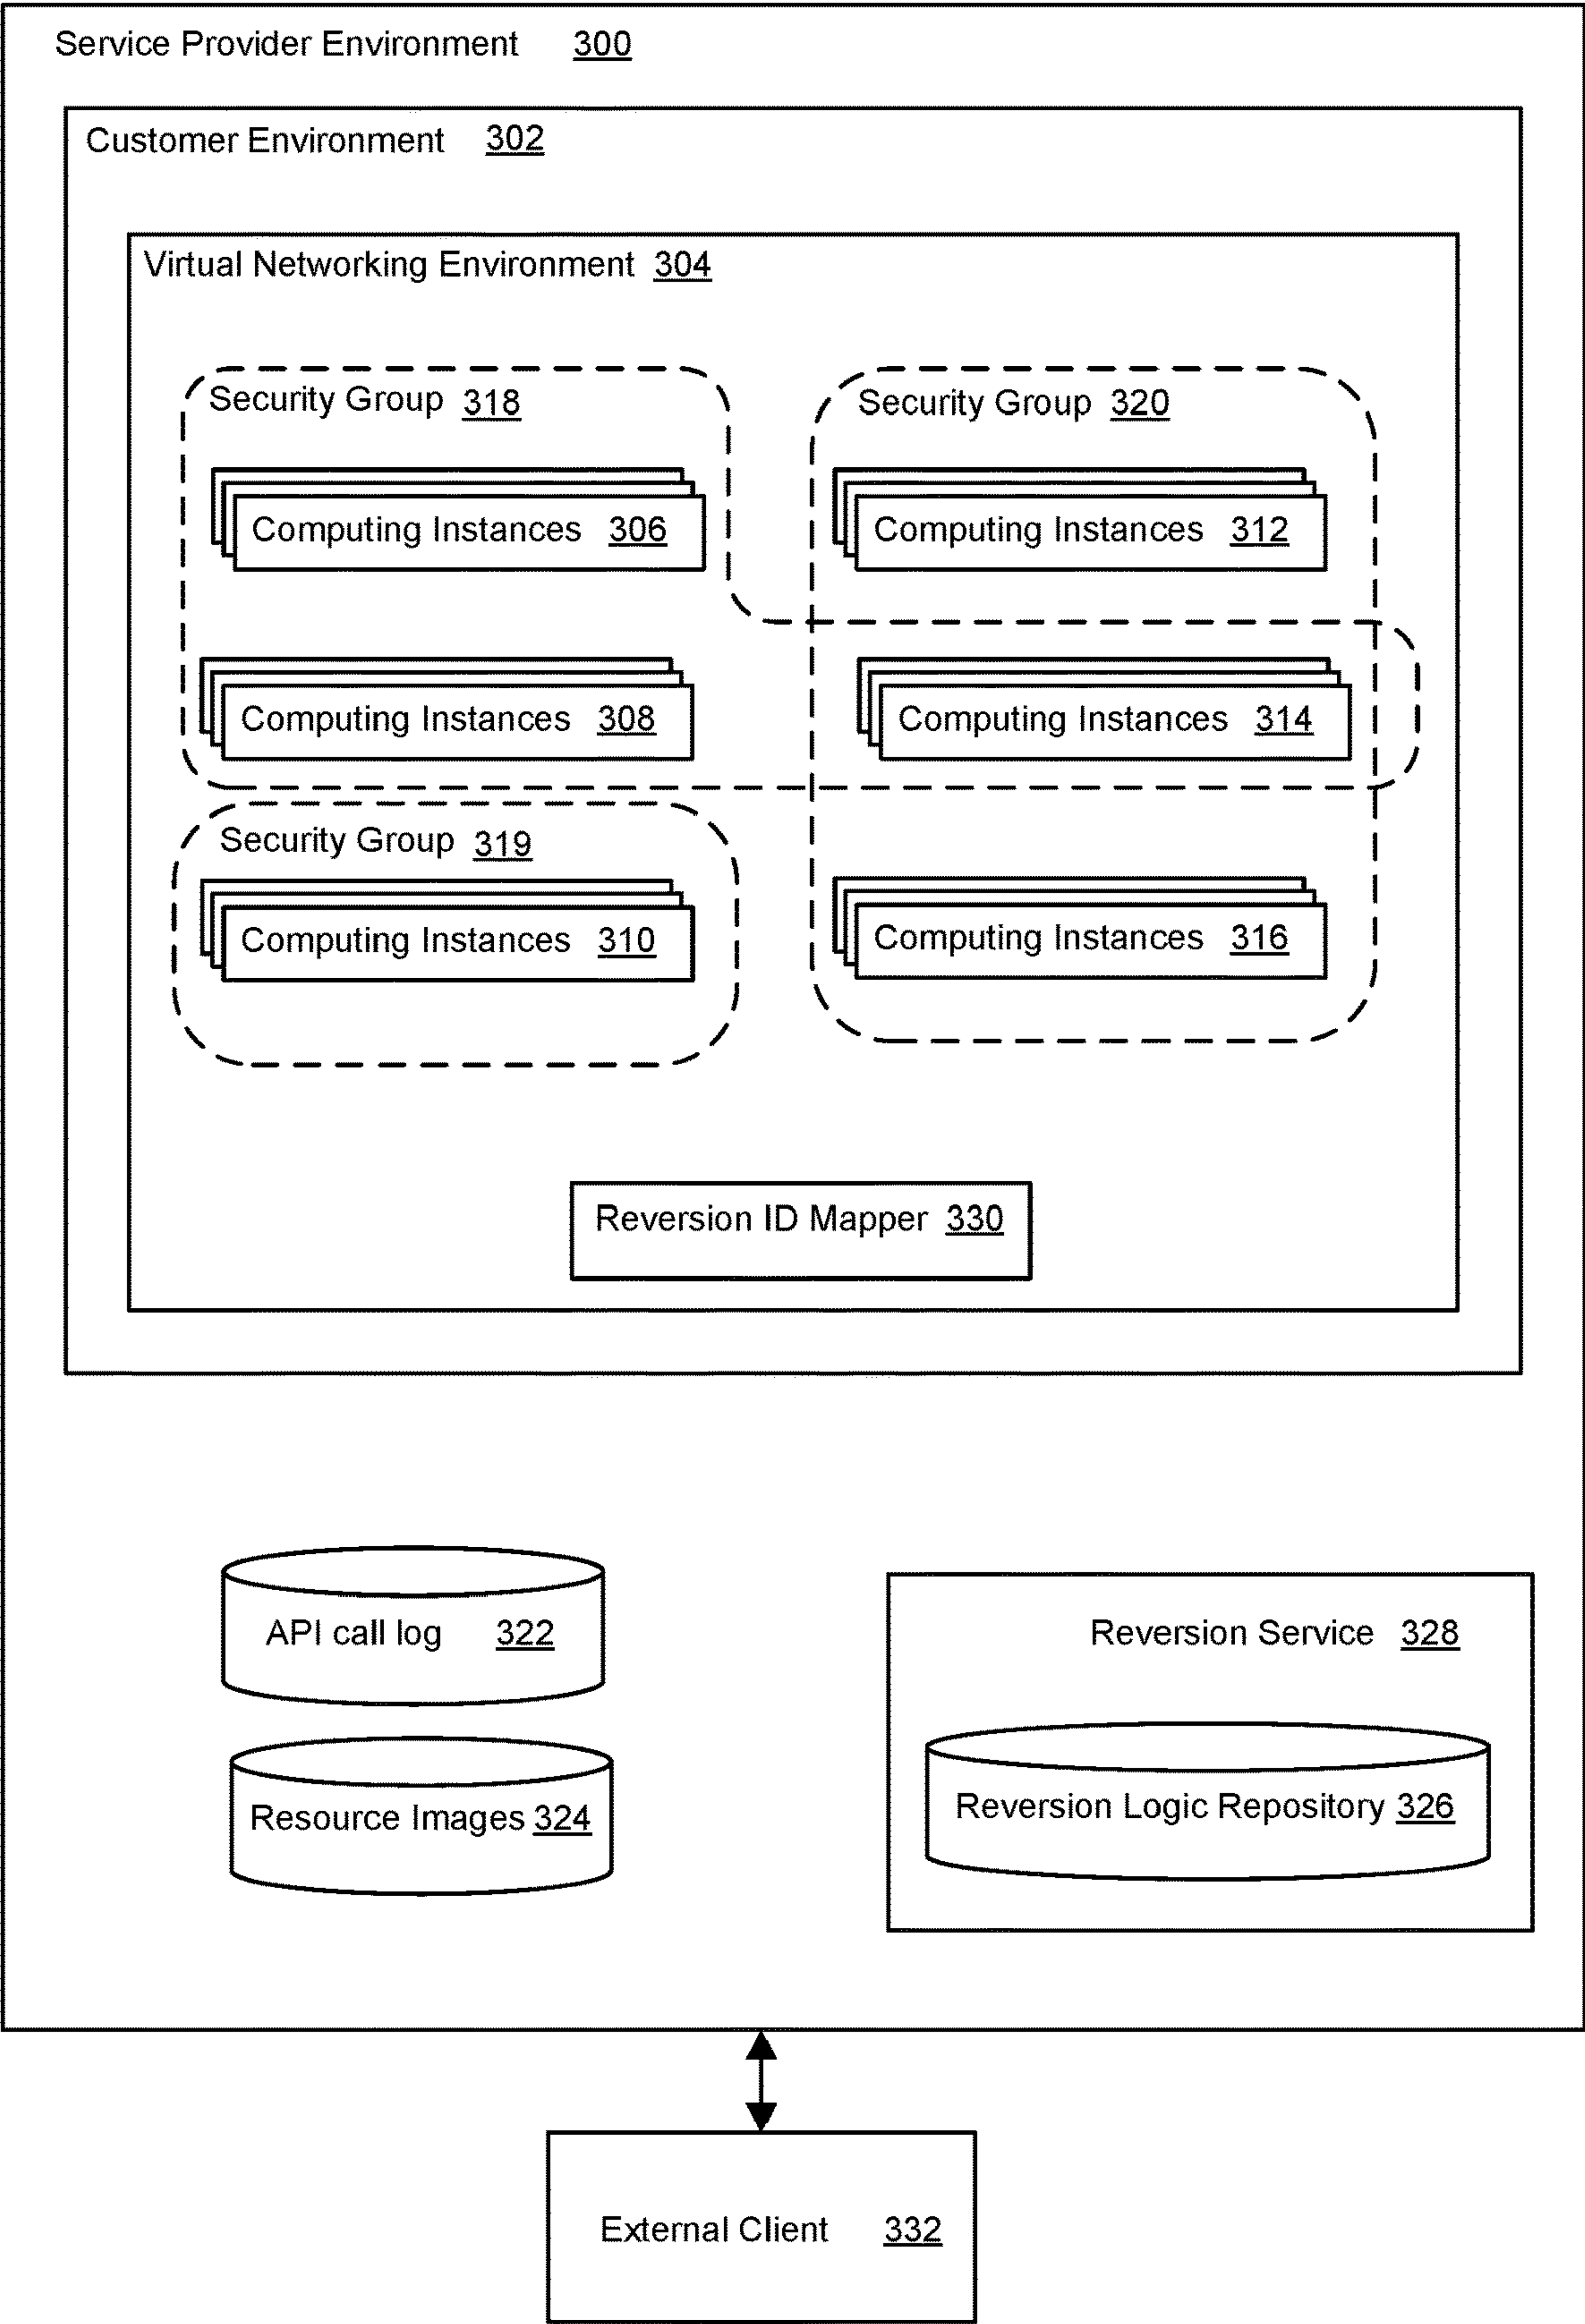 Service Provider Environment 300
Customer Environment 302
Virtual Networking Environment 304
Security Group 318
Security Group 320
Computing Instances 306
Computing Instances 312
Computing Instances 308
Computing Instances 314
Security Group 319
Computing Instances 310
Computing Instances 316
Reversion ID Mapper 330
API call log 322
Reversion Service 328
Resource Images 324
Reversion Logic Repository 326
External Client 332